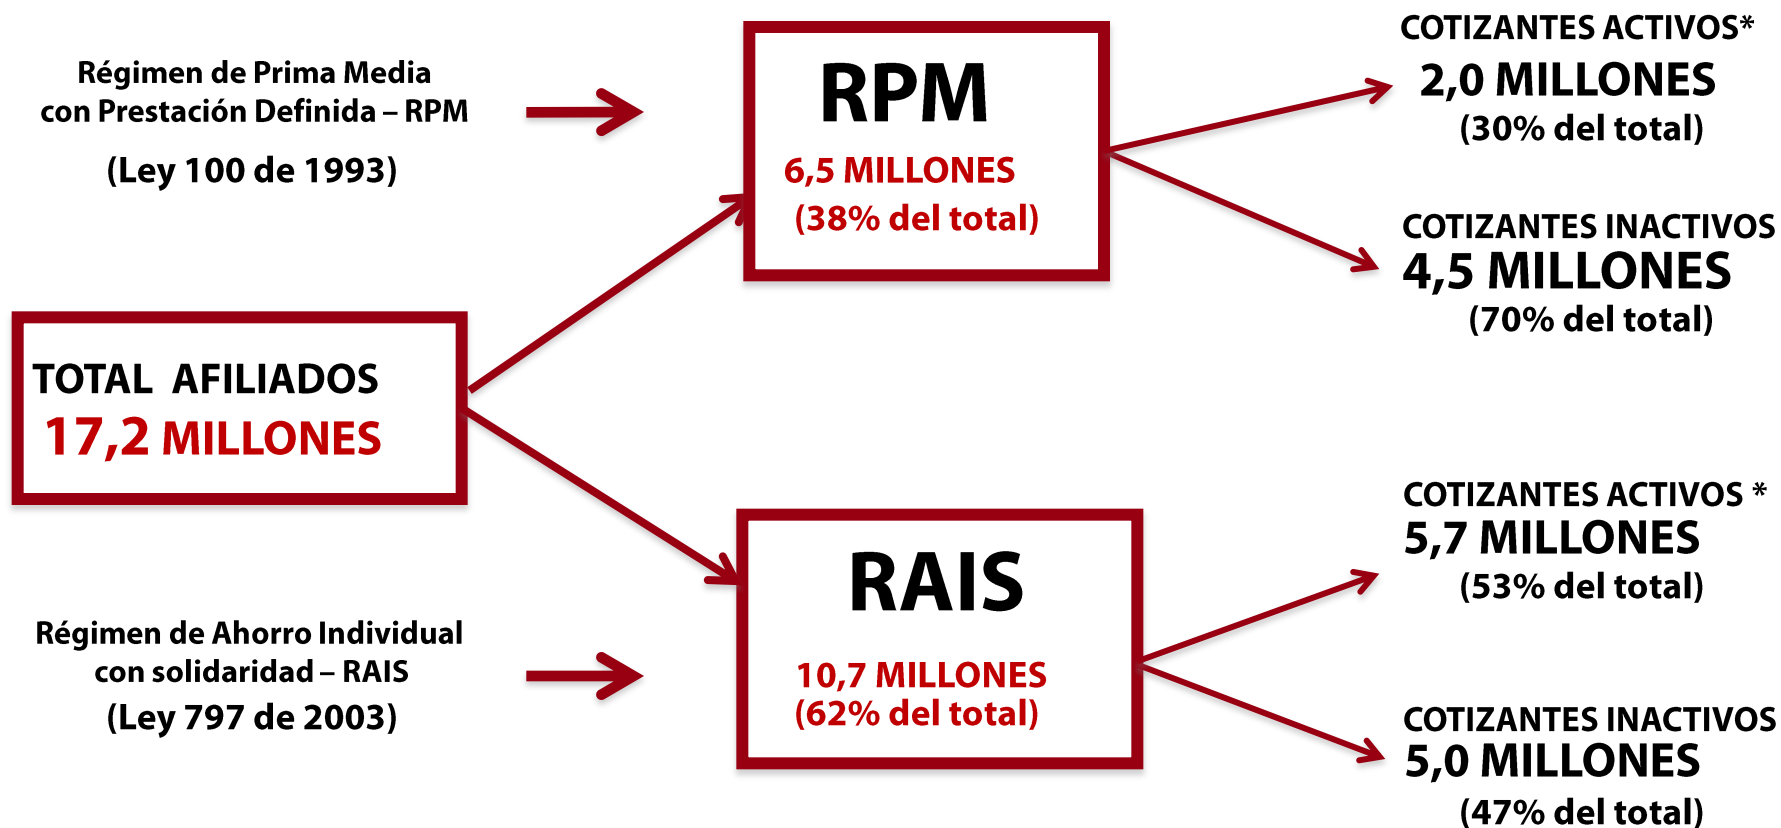 Régimen de Prima Media
con Prestación Definida – RPM
(Ley 100 de 1993)
RPM
6,5 MILLONES
(38% del total)
COTIZANTES ACTIVOS*
2,0 MILLONES
(30% del total)
COTIZANTES INACTIVOS
4,5 MILLONES
(70% del total)
TOTAL AFILIADOS
17,2 MILLONES
Régimen de Ahorro Individual
con solidaridad – RAIS
(Ley 797 de 2003)
RAIS
10,7 MILLONES
(62% del total)
COTIZANTES ACTIVOS *
5,7 MILLONES
(53% del total)
COTIZANTES INACTIVOS
5,0 MILLONES
(47% del total)